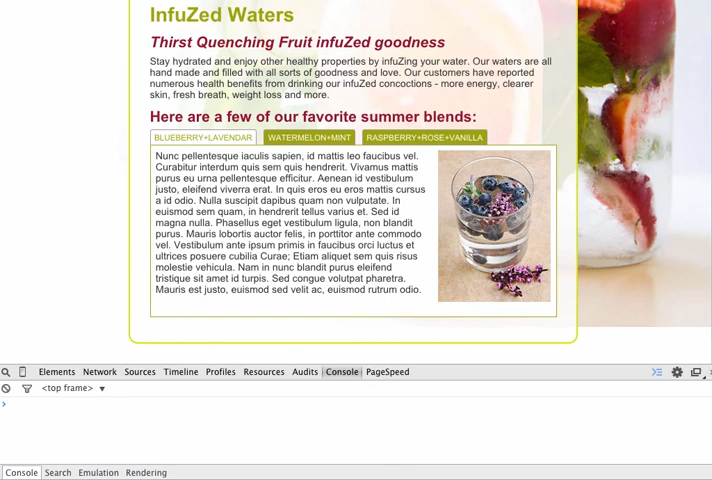 InfuZed Waters
Thirst Quenching Fruit infuZed goodness
Stay hydrated and enjoy other healthy properties by infuZing your water. Our waters are all
hand made and filled with all sorts of goodness and love. Our customers have reported
numerous health benefits from drinking our infuZed concoctions - more energy, clearer
skin, fresh breath, weight loss and more.
Here are a few of our favorite summer blends:
BLUEBERRY+LAVENDAR WATERMELON+MINT RASPBERRY+ROSE+VANILLA
Nunc pellentesque iaculis sapien, id mattis leo faucibus vel.
Curabitur interdum quis sem quis hendrerit. Vivamus mattis
purus eu urna pellentesque efficitur. Aenean id vestibulum
justo, eleifend viverra erat. In quis eros eu eros mattis cursus
a id odio. Nulla suscipit dapibus quam non vulputate. In
euismod sem quam, in hendrerit tellus varius et. Sed id
magna nulla. Phasellus eget vestibulum ligula, non blandit
purus. Mauris lobortis auctor felis, in porttitor ante commodo
vel. Vestibulum ante ipsum primis in faucibus orci luctus et
ultrices posuere cubilia Curae; Etiam aliquet sem quis risus
molestie vehicula. Nam in nunc blandit purus eleifend
tristique sit amet id turpis. Sed congue volutpat pharetra.
Mauris est justo, euismod sed velit ac, euismod rutrum odio.
Elements Network Sources Timeline Profiles Resources Audits Console PageSpeed
<top frame>
Console Search Emulation Rendering